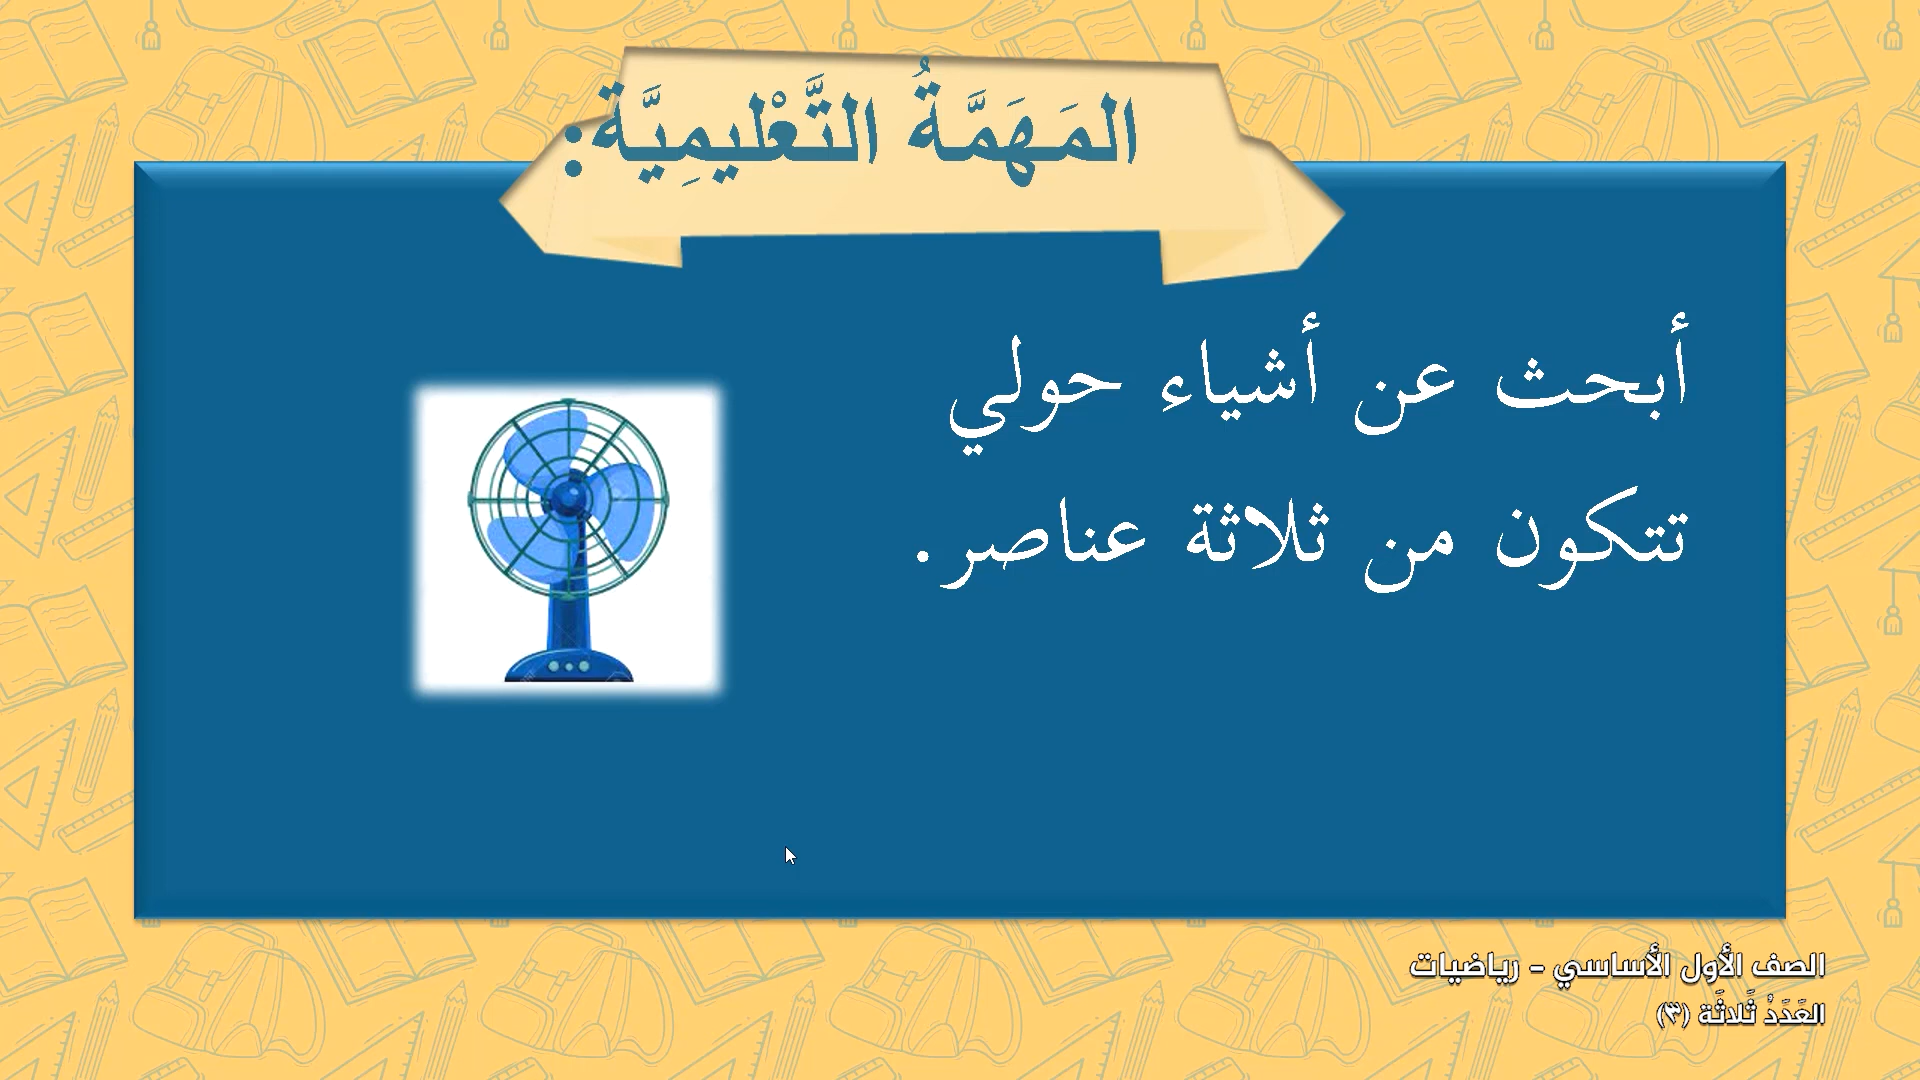 المَهَمَّةُ التَّعْليمِيَّة:
أبحث عن أشياء حولي
تتكون من ثلاثة عناصر.
الصف الأول الأساسي - رياضيات
العَدَدُ ثَلاثَة (٣)